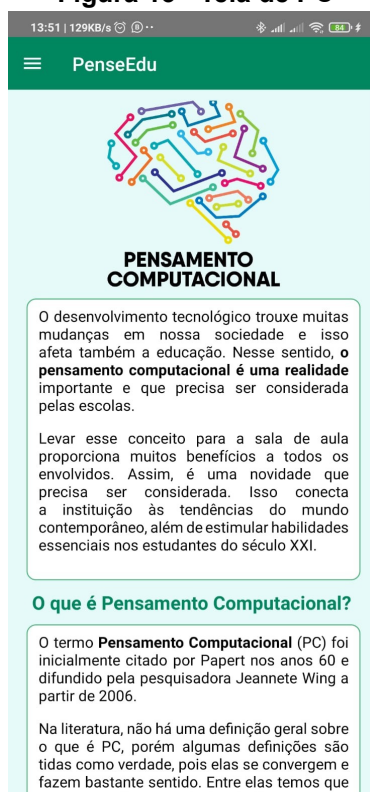 13:51 | 129KB/s
84
PenseEdu
PENSAMENTO
COMPUTACIONAL
O desenvolvimento tecnológico trouxe muitas
mudanças em nossa sociedade e isso
afeta também a educação. Nesse sentido, o
pensamento computacional é uma realidade
importante e que precisa ser considerada
pelas escolas.
Levar esse conceito para a sala de aula
proporciona muitos benefícios a todos os
envolvidos. Assim, é uma novidade que
precisa ser considerada. Isso conecta
a instituição às tendências do mundo
contemporâneo, além de estimular habilidades
essenciais nos estudantes do século XXI.
O que é Pensamento Computacional?
O termo Pensamento Computacional (PC) foi
inicialmente citado por Papert nos anos 60 e
difundido pela pesquisadora Jeannete Wing a
partir de 2006.
Na literatura, não há uma definição geral sobre
o que é PC, porém algumas definições são
tidas como verdade, pois elas se convergem e
fazem bastante sentido. Entre elas temos que